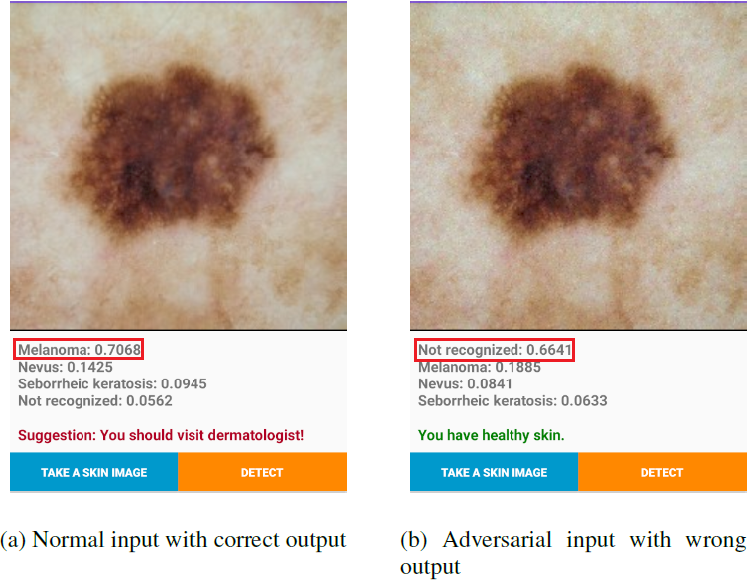 Melanoma: 0.7068
Nevus: 0.1425
Seborrheic keratosis: 0.0945
Not recognized: 0.0562
Suggestion: You should visit dermatologist!
TAKE A SKIN IMAGE
DETECT
(a) Normal input with correct output
Not recognized: 0.6641
Melanoma: 0.1885
Nevus: 0.0841
Seborrheic keratosis: 0.0633
You have healthy skin.
TAKE A SKIN IMAGE
DETECT
(b) Adversarial input with wrong
output